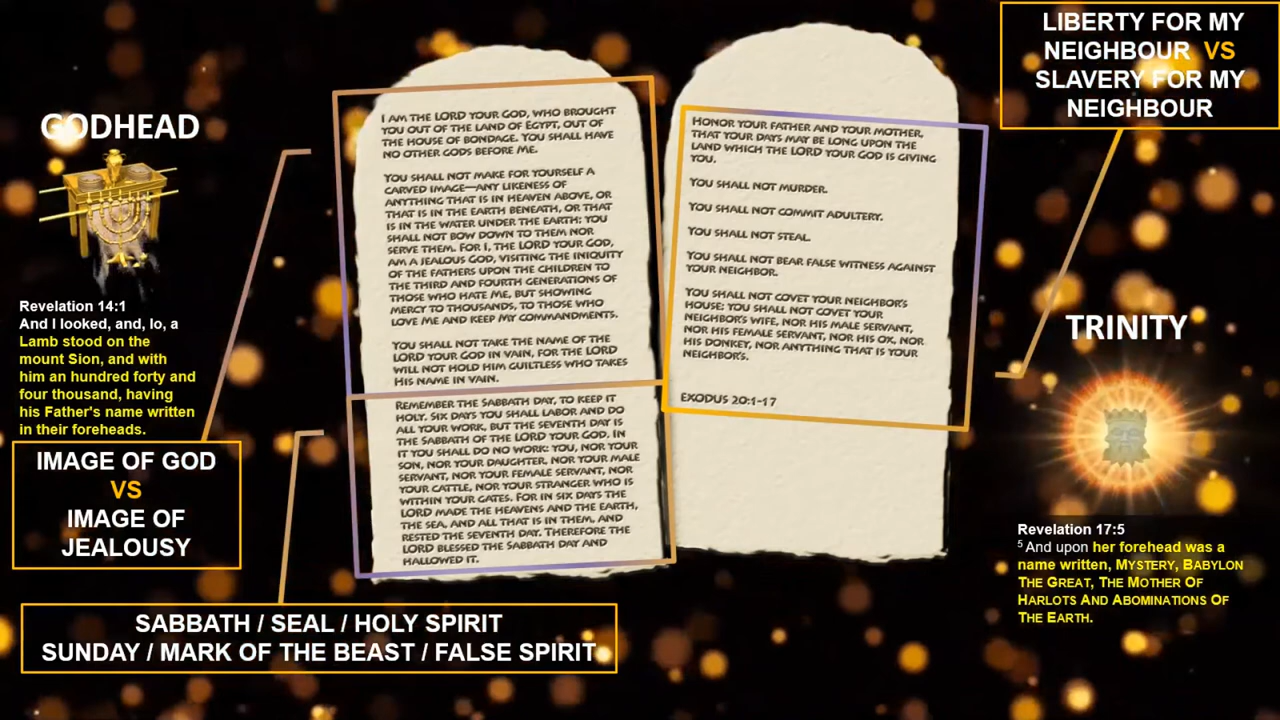 GODHEAD
Revelation 14:1
And I looked, and, lo, a
Lamb stood on the
mount Sion, and with
him an hundred forty and
four thousand, having
his Father's name written
in their foreheads.
IMAGE OF GOD
VS
IMAGE OF
JEALOUSY
I AM THE LORD YOUR GOD, WHO BROUGHT
YOU OUT OF THE LAND OF EGYPT, OUT OF
THE HOUSE OF BONDAGE. YOU SHALL HAVE
NO OTHER GODS BEFORE ME.
YOU SHALL NOT MAKE FOR YOURSELF A
CARVED IMAGE—ANY LIKENESS OF
ANYTHING THAT IS IN HEAVEN ABOVE, OR
THAT IS IN THE EARTH BENEATH, OR THAT
IS IN THE WATER UNDER THE EARTH; YOU
SHALL NOT BOW DOWN TO THEM NOR
SERVE THEM. FOR I, THE LORD YOUR GOD,
AM A JEALOUS GOD, VISITING THE INIQUITY
OF THE FATHERS UPON THE CHILDREN TO
THE THIRD AND FOURTH GENERATIONS OF
THOSE WHO HATE ME, BUT SHOWING
MERCY TO THOUSANDS, TO THOSE WHO
LOVE ME AND KEEP MY COMMANDMENTS.
YOU SHALL NOT TAKE THE NAME OF THE
LORD YOUR GOD IN VAIN, FOR THE LORD
WILL NOT HOLD HIM GUILTLESS WHO TAKES
HIS NAME IN VAIN.
REMEMBER THE SABBATH DAY, TO KEEP IT
HOLY. SIX DAYS YOU SHALL LABOR AND DO
ALL YOUR WORK, BUT THE SEVENTH DAY IS
THE SABBATH OF THE LORD YOUR GOD. IN
IT YOU SHALL DO NO WORK: YOU, NOR YOUR
SON, NOR YOUR DAUGHTER, NOR YOUR MALE
SERVANT, NOR YOUR FEMALE SERVANT, NOR
YOUR CATTLE, NOR YOUR STRANGER WHO IS
WITHIN YOUR GATES. FOR IN SIX DAYS THE
LORD MADE THE HEAVENS AND THE EARTH,
THE SEA, AND ALL THAT IS IN THEM, AND
RESTED THE SEVENTH DAY. THEREFORE THE
LORD BLESSED THE SABBATH DAY AND
HALLOWED IT.
HONOR YOUR FATHER AND YOUR MOTHER,
THAT YOUR DAYS MAY BE LONG UPON THE
LAND WHICH THE LORD YOUR GOD IS GIVING
YOU.
YOU SHALL NOT MURDER.
YOU SHALL NOT COMMIT ADULTERY.
YOU SHALL NOT STEAL.
YOU SHALL NOT BEAR FALSE WITNESS AGAINST
YOUR NEIGHBOR.
YOU SHALL NOT COVET YOUR NEIGHBOR'S
HOUSE; YOU SHALL NOT COVET YOUR
NEIGHBOR'S WIFE, NOR HIS MALE SERVANT,
NOR HIS FEMALE SERVANT, NOR HIS OX, NOR
HIS DONKEY, NOR ANYTHING THAT IS YOUR
NEIGHBOR'S.
EXODUS 20:1-17
LIBERTY FOR MY
NEIGHBOUR VS
SLAVERY FOR MY
NEIGHBOUR
TRINITY
Revelation 17:5
5 And upon her forehead was a
name written, MYSTERY, BABYLON
THE GREAT, THE MOTHER OF
HARLOTS AND ABOMINATIONS OF
THE EARTH.
SABBATH / SEAL / HOLY SPIRIT
SUNDAY / MARK OF THE BEAST / FALSE SPIRIT